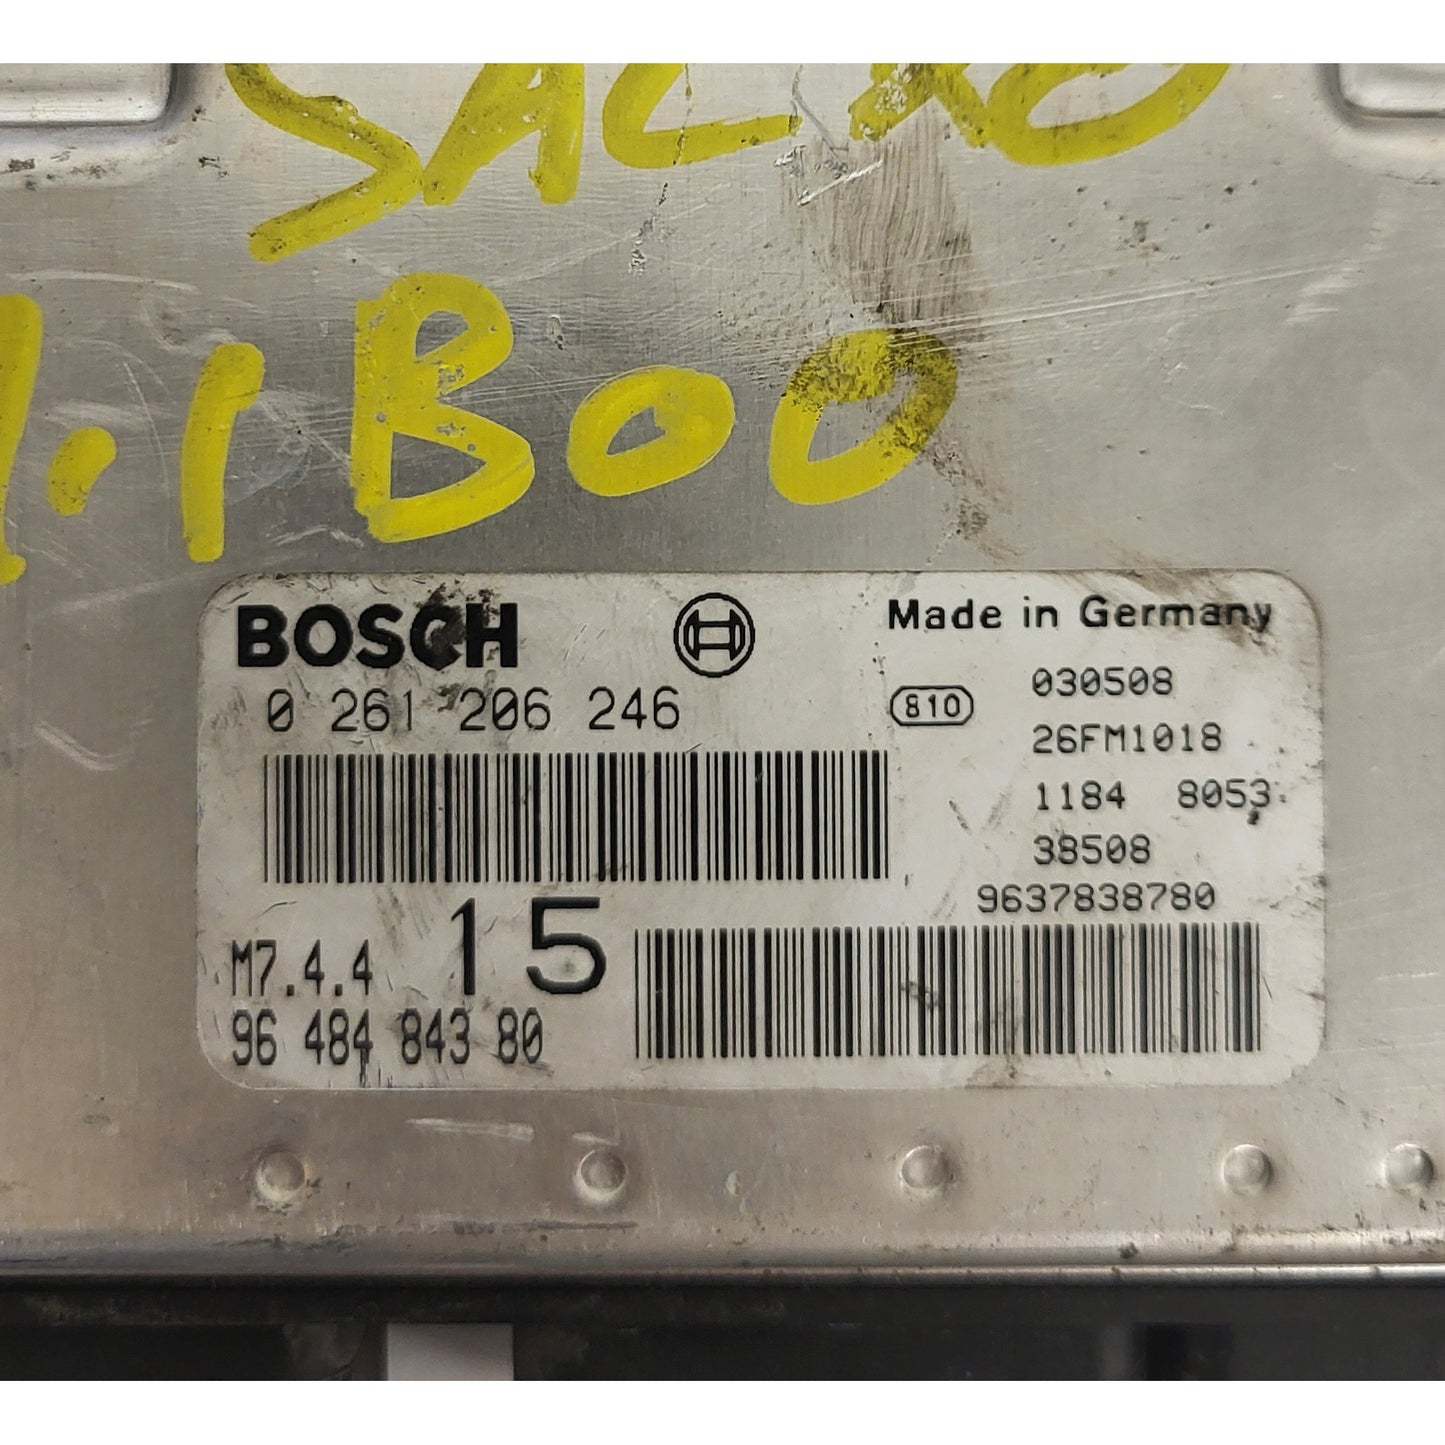 SACXO
1.1 BOO
BOSCH
Made in Germany
0 261 206 246
810
030508
26FM1018
1184 8053
38508
9637838780
M7.4.4
15
96 484 843 80